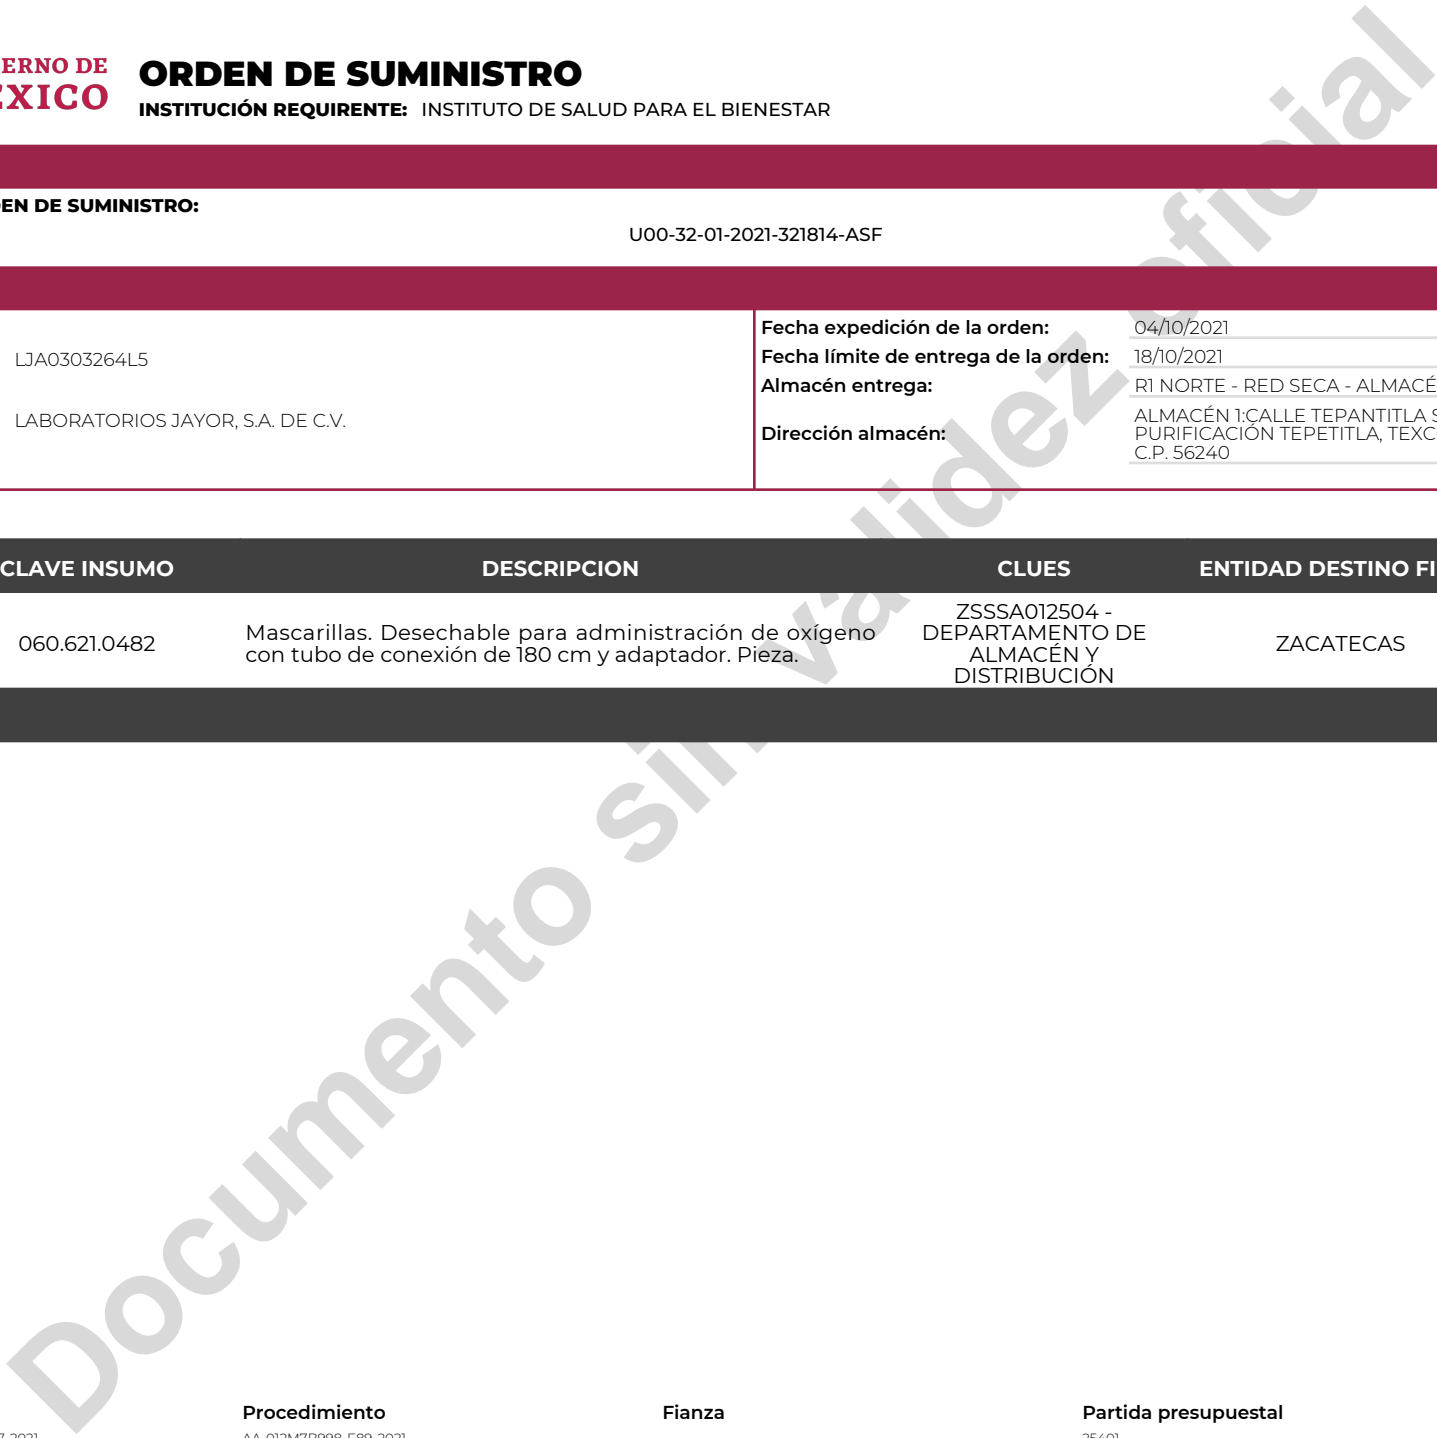 ERNO DE
EXICO
ORDEN DE SUMINISTRO
INSTITUCIÓN REQUIRENTE: INSTITUTO DE SALUD PARA EL BIENESTAR
EN DE SUMINISTRO:
U00-32-01-2021-321814-ASF
LJA0303264L5
LABORATORIOS JAYOR, S.A. DE C.V.
Fecha expedición de la orden: 04/10/2021
Fecha límite de entrega de la orden: 18/10/2021
Almacén entrega: R1 NORTE - RED SECA - ALMACÉ
Dirección almacén:
ALMACÉN 1:CALLE TEPANTITLA S
PURIFICACIÓN TEPETITLA, TEXC
C.P. 56240
CLAVE INSUMO DESCRIPCION CLUES ENTIDAD DESTINO FI
060.621.0482
Mascarillas. Desechable para administración de oxígeno
con tubo de conexión de 180 cm y adaptador. Pieza.
ZSSSA012504 -
DEPARTAMENTO DE
ALMACÉN Y
DISTRIBUCIÓN
ZACATECAS
Documento sin validez oficial
Procedimiento Fianza Partida presupuestal